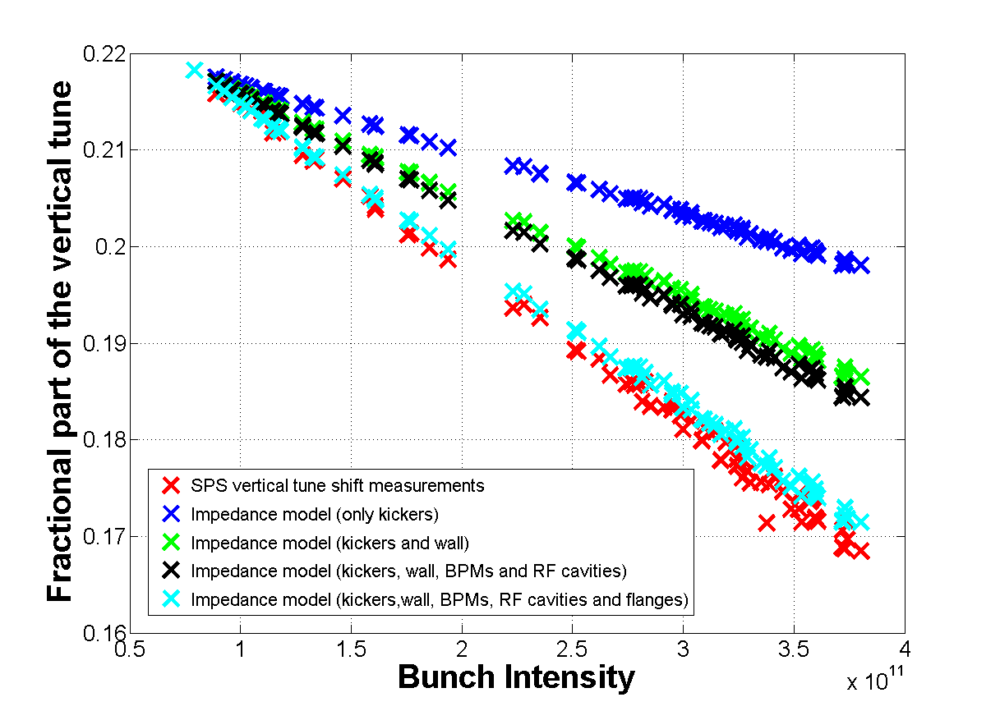 Fractional part of the vertical tune
0.22
0.21
0.2
0.19
0.18
0.17
0.16
SPS vertical tune shift measurements
Impedance model (only kickers)
Impedance model (kickers and wall)
Impedance model (kickers, wall, BPMs and RF cavities)
Impedance model (kickers,wall, BPMs, RF cavities and flanges)
0.5 1 1.5 2 2.5 3 3.5 4
Bunch Intensity
x 10¹¹